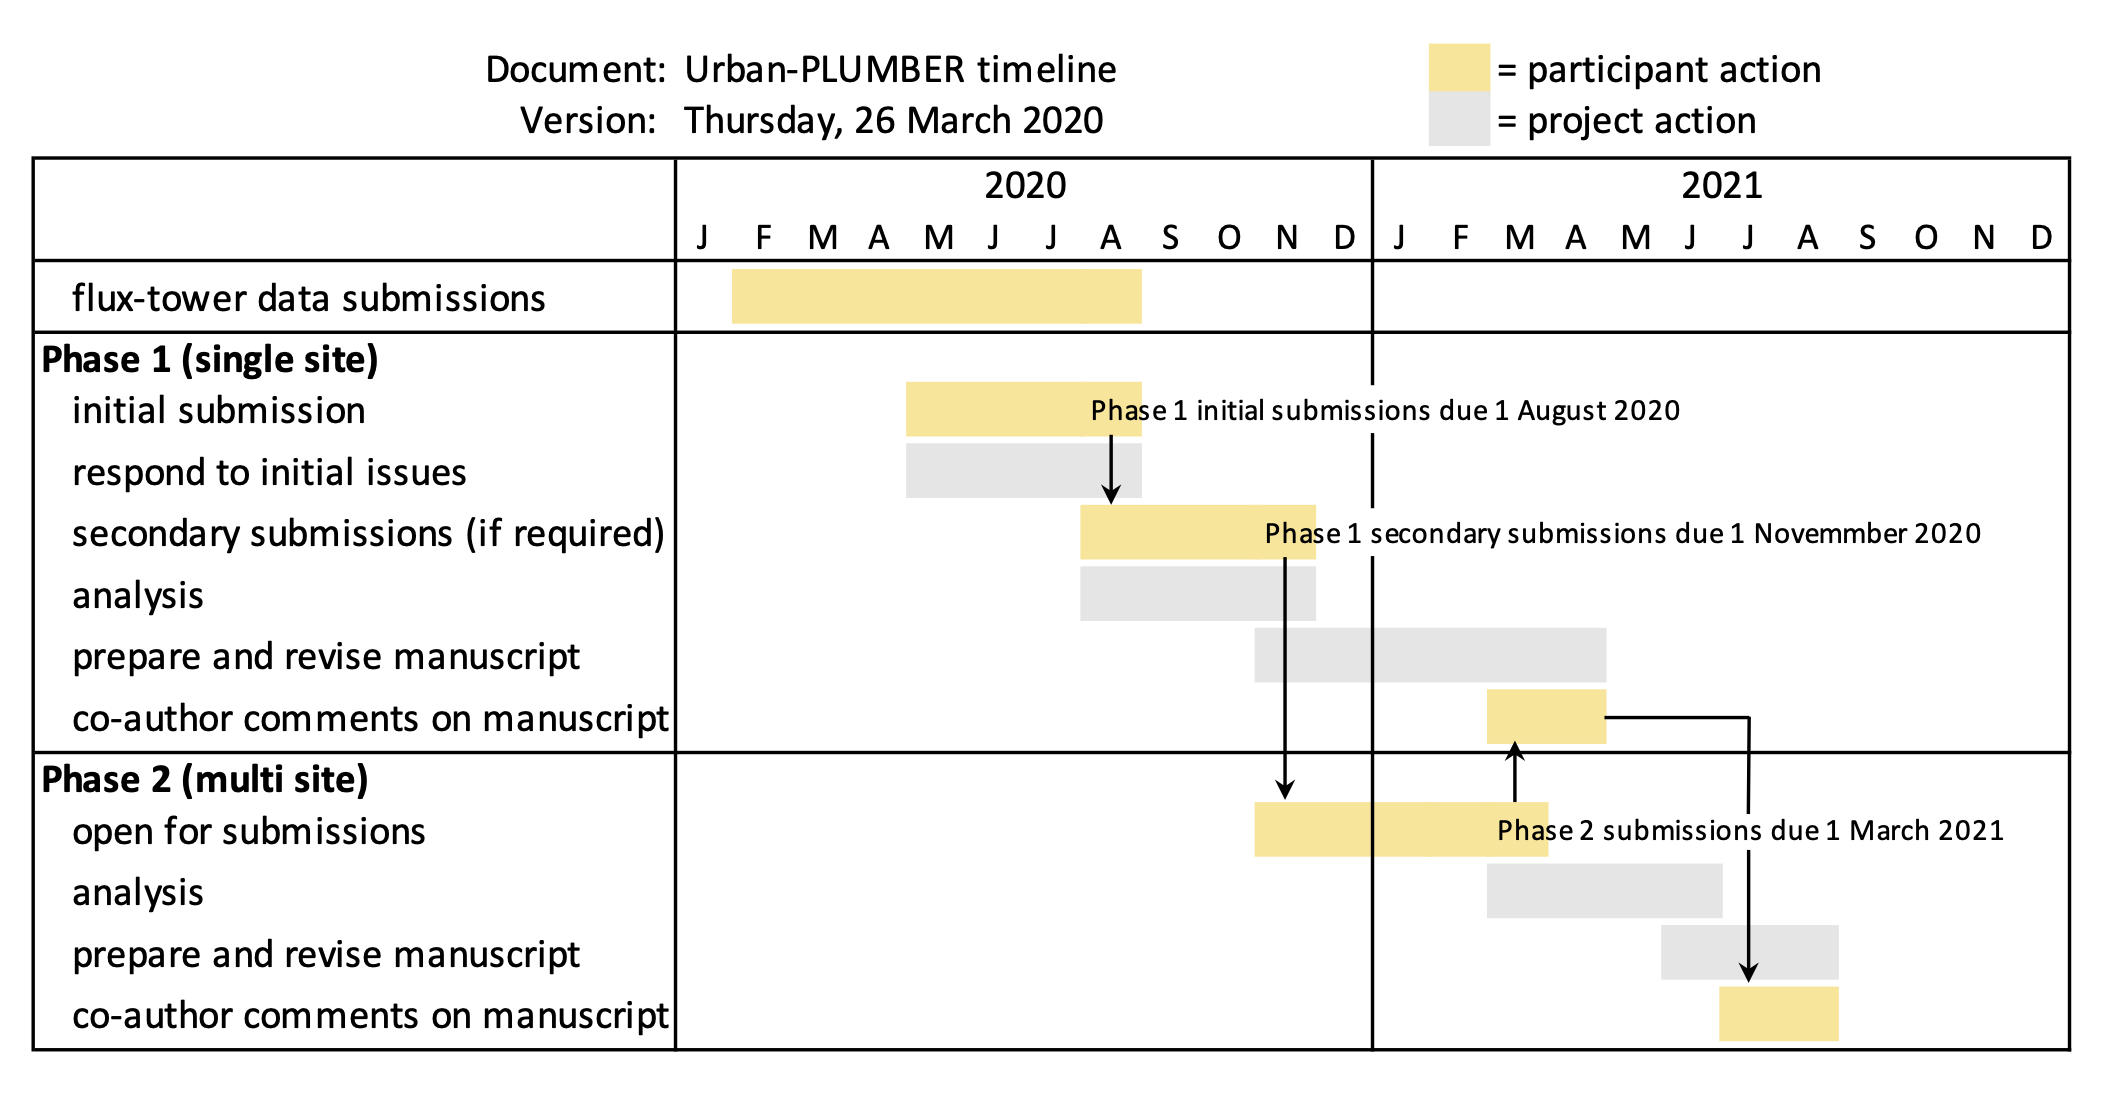 Document: Urban-PLUMBER timeline
= participant action
Version: Thursday, 26 March 2020
= project action
2020 2021
J F M A M J J A S O N D J F M A M J J A S O N D
flux-tower data submissions
Phase 1 (single site)
initial submission
Phase 1 initial submissions due 1 August 2020
respond to initial issues
secondary submissions (if required)
Phase 1 secondary submissions due 1 Novemmber 2020
analysis
prepare and revise manuscript
co-author comments on manuscript
Phase 2 (multi site)
open for submissions
Phase 2 submissions due 1 March 2021
analysis
prepare and revise manuscript
co-author comments on manuscript